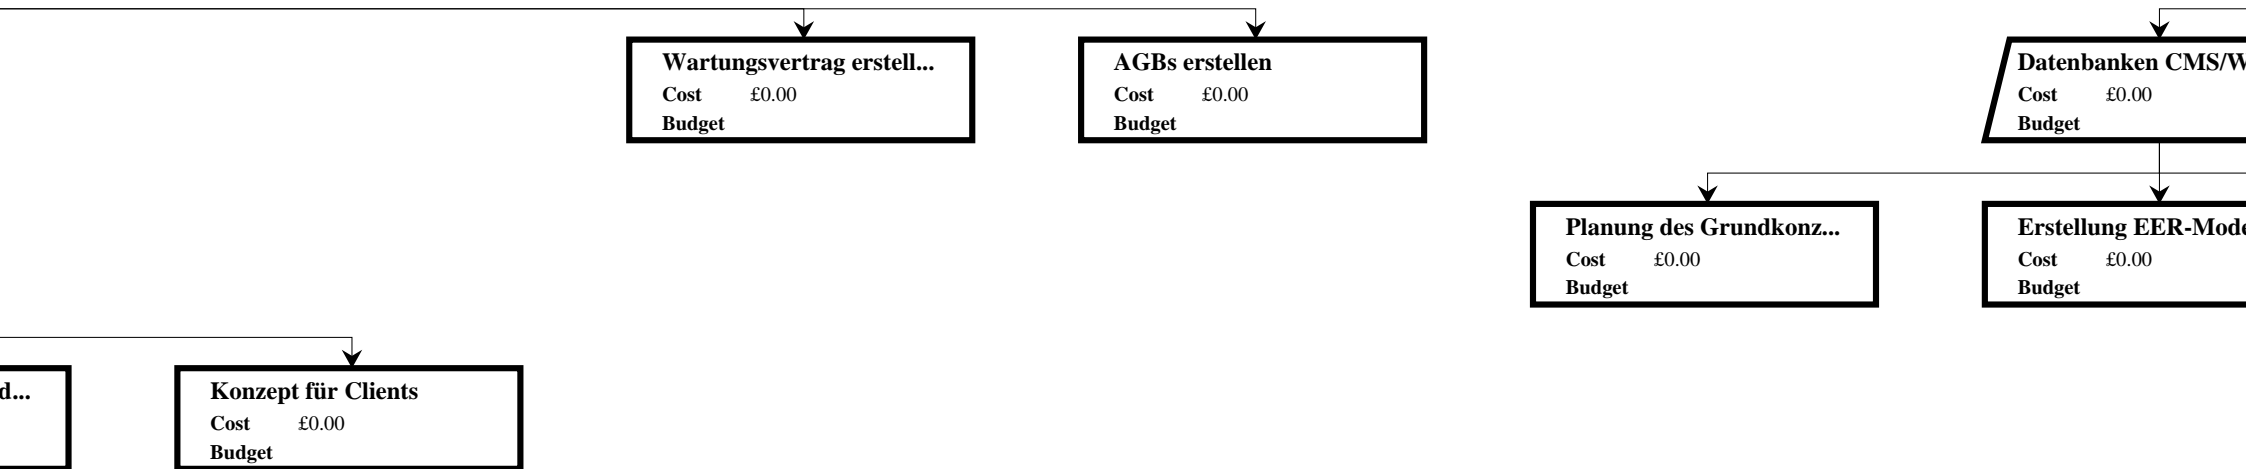 Wartungsvertrag erstell...
Cost £0.00
Budget
AGBs erstellen
Cost £0.00
Budget
Datenbanken CMS/W
Cost £0.00
Budget
Planung des Grundkonz...
Cost £0.00
Budget
Erstellung EER-Mode
Cost £0.00
Budget
d...
Konzept für Clients
Cost £0.00
Budget